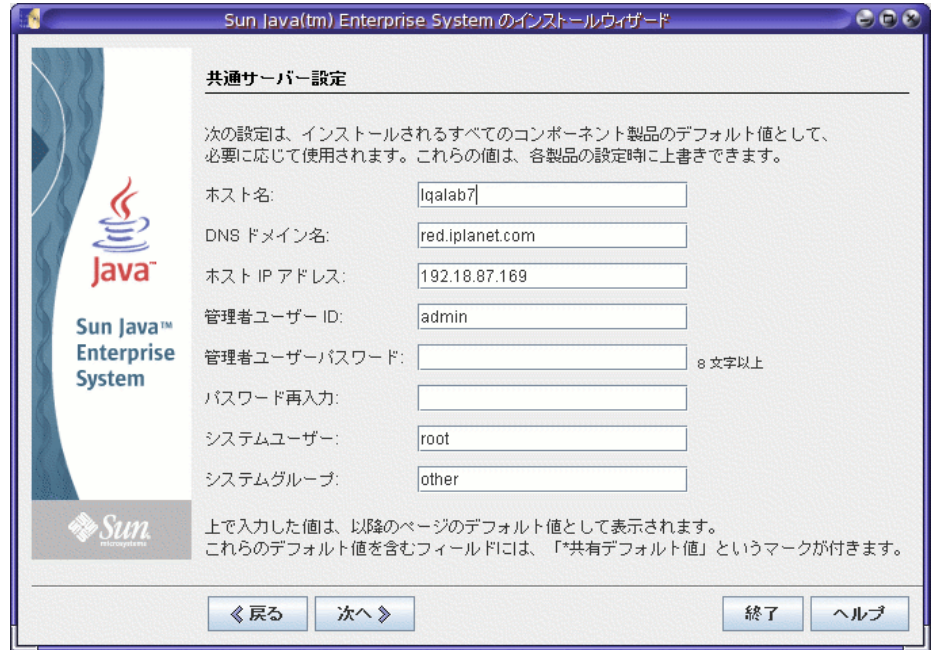 Sun Java(tm) Enterprise System のインストールウィザード
共通サーバー設定
次の設定は、インストールされるすべてのコンポーネント製品のデフォルト値として、
必要に応じて使用されます。これらの値は、各製品の設定時に上書きできます。
ホスト名: lqalab7
DNS ドメイン名: red.iplanet.com
ホスト IP アドレス: 192.18.87.169
管理者ユーザー ID: admin
管理者ユーザーパスワード: 8 文字以上
パスワード再入力:
システムユーザー: root
システムグループ: other
Java™
Sun Java™
Enterprise
System
Sun
microsystems
上で入力した値は、以降のページのデフォルト値として表示されます。
これらのデフォルト値を含むフィールドには、「*共有デフォルト値」というマークが付きます。
戻る 次へ 終了 ヘルプ